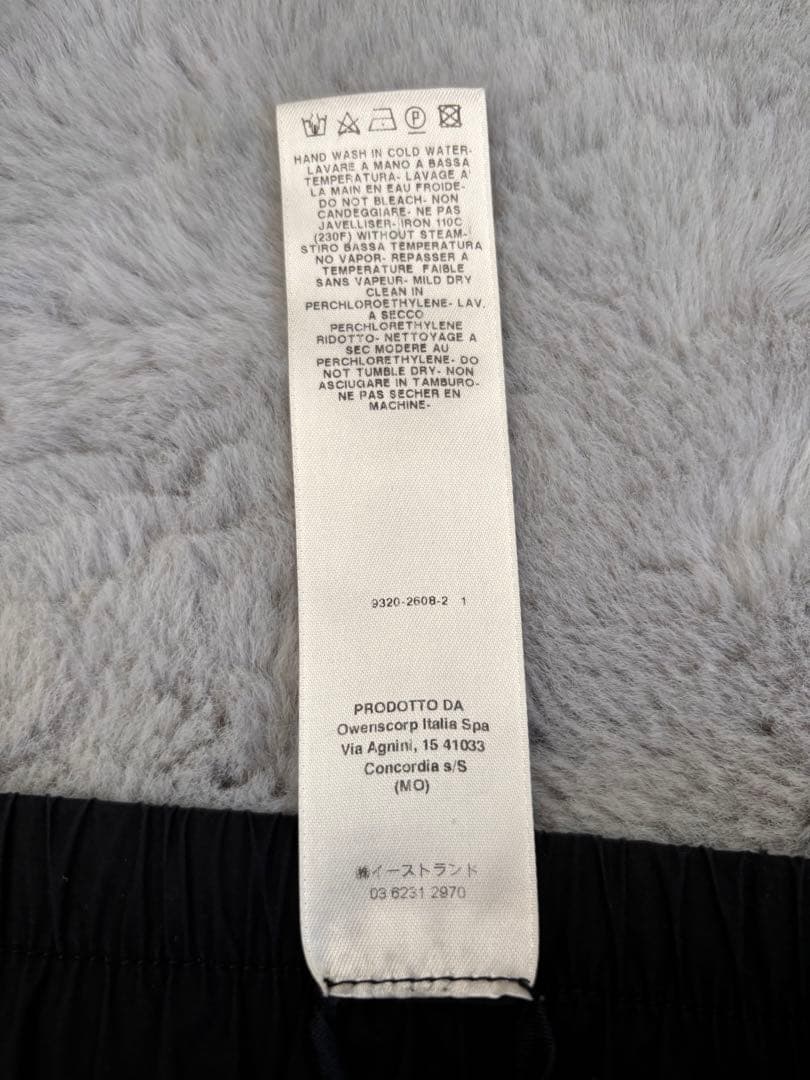 HAND WASH IN COLD WATER-
LAVARE A MANO A BASSA
TEMPERATURA- LAVAGE A
LA MAIN EN EAU FROIDE-
DO NOT BLEACH- NON
CANDEGGIARE- NE PAS
JAVELLISER- IRON 110C
(230F) WITHOUT STEAM-
STIRO BASSA TEMPERATURA
NO VAPOR- REPASSER A
TEMPERATURE FAIBLE
SANS VAPEUR- MILD DRY
CLEAN IN
PERCHLOROETHYLENE- LAV.
A SECCO
PERCHLORETHYLENE
RIDOTTO- NETTOYAGE A
SEC MODERE AU
PERCHLORETHYLENE- DO
NOT TUMBLE DRY- NON
ASCIUGARE IN TAMBURO-
NE PAS SECHER EN
MACHINE-
9320-2608-2 1
PRODOTTO DA
Owenscorp Italia Spa
Via Agnini, 15 41033
Concordia s/S
(MO)
㈱イーストランド
03 6231 2970